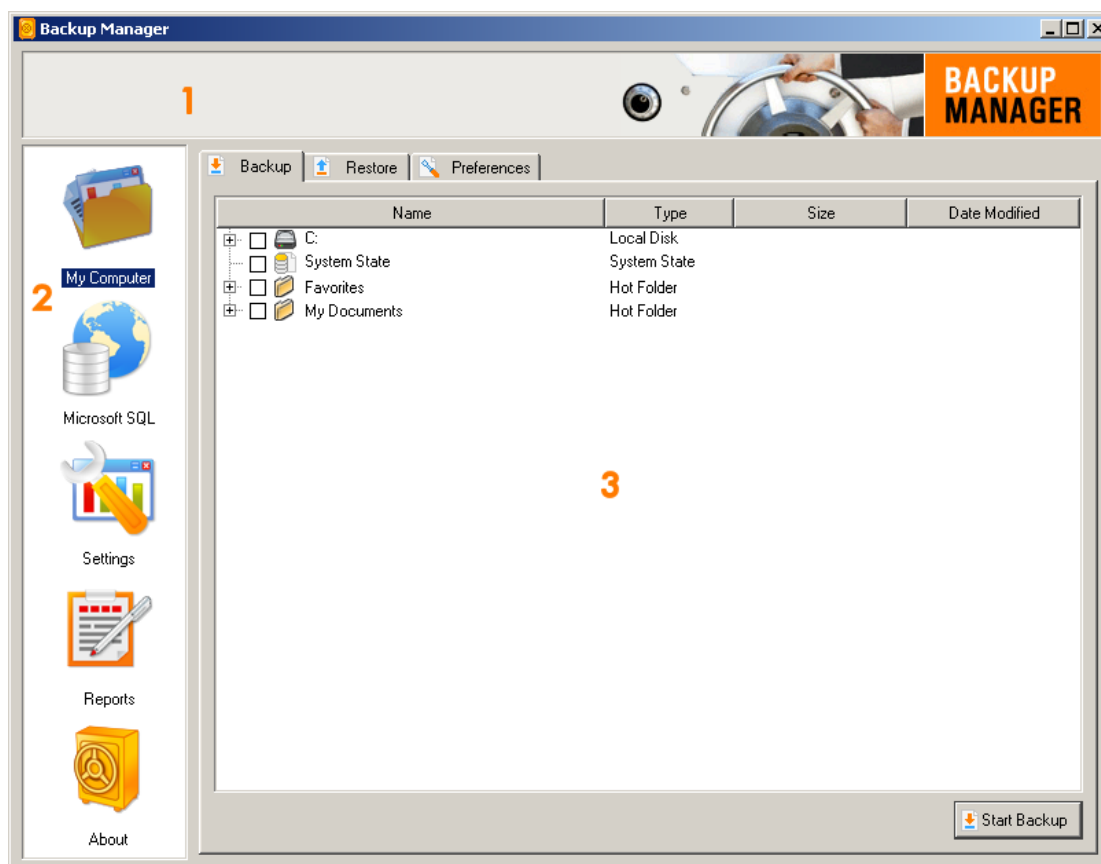 Backup Manager
1
BACKUP
MANAGER
My Computer
2
Microsoft SQL
Settings
Reports
About
Backup
Restore
Preferences
Name Type Size Date Modified
C: Local Disk
System State System State
Favorites Hot Folder
My Documents Hot Folder
3
Start Backup